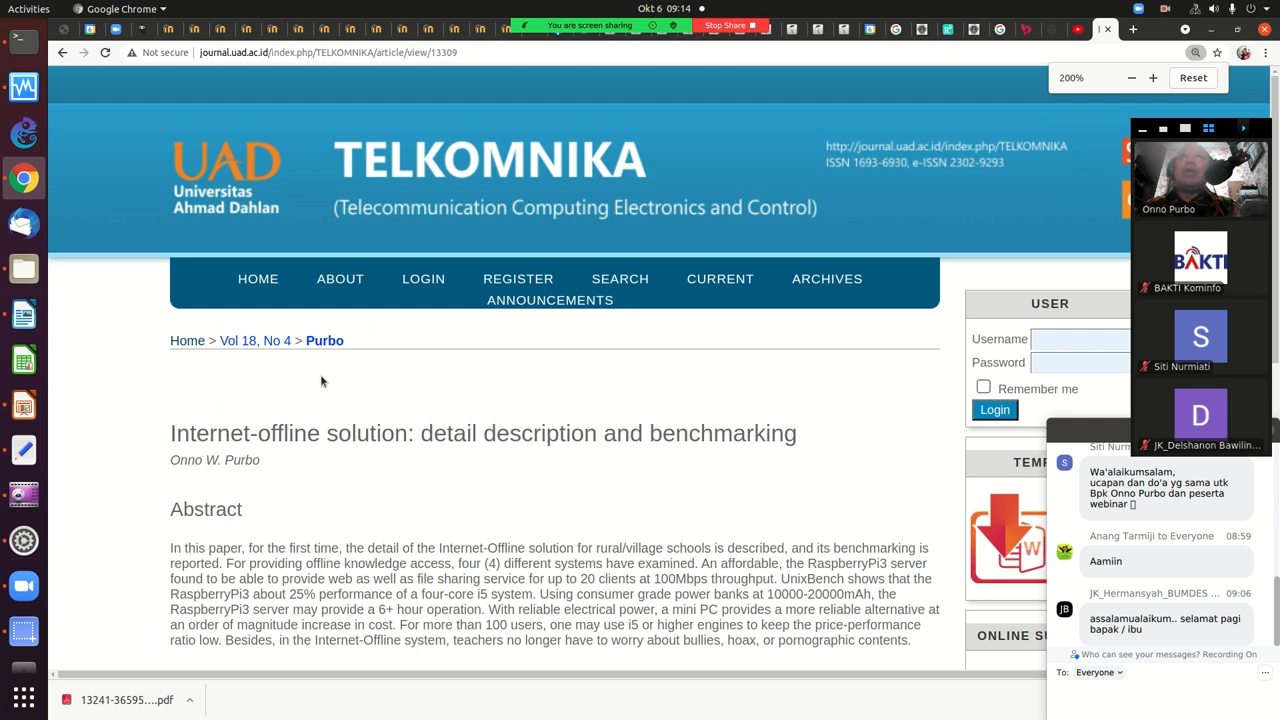 Activities
Google Chrome
Okt 6 09:14
You are screen sharing
Stop Share
Not secure
journal.uad.ac.id/index.php/TELKOMNIKA/article/view/13309
200%
Reset
UAD
Universitas
Ahmad Dahlan
TELKOMNIKA
(Telecommunication Computing Electronics and Control)
http://journal.uad.ac.id/index.php/TELKOMNIKA
ISSN 1693-6930, e-ISSN 2302-9293
HOME ABOUT LOGIN REGISTER SEARCH CURRENT ARCHIVES
ANNOUNCEMENTS
Home > Vol 18, No 4 > Purbo
Internet-offline solution: detail description and benchmarking
Onno W. Purbo
Abstract
In this paper, for the first time, the detail of the Internet-Offline solution for rural/village schools is described, and its benchmarking is
reported. For providing offline knowledge access, four (4) different systems have examined. An affordable, the RaspberryPi3 server
found to be able to provide web as well as file sharing service for up to 20 clients at 100Mbps throughput. UnixBench shows that the
RaspberryPi3 about 25% performance of a four-core i5 system. Using consumer grade power banks at 10000-20000mAh, the
RaspberryPi3 server may provide a 6+ hour operation. With reliable electrical power, a mini PC provides a more reliable alternative at
an order of magnitude increase in cost. For more than 100 users, one may use i5 or higher engines to keep the price-performance
ratio low. Besides, in the Internet-Offline system, teachers no longer have to worry about bullies, hoax, or pornographic contents.
USER
Username
Password
Remember me
Login
TEMP
W
ONLINE SU
Onno Purbo
BAKTI
BAKTI Kominfo
S
Siti Nurmiati
D
JK_Delshanon Bawilin...
Siti Nurm
S
Wa'alaikumsalam,
ucapan dan do'a yg sama utk
Bpk Onno Purbo dan peserta
webinar
Anang Tarmiji to Everyone 08:59
Aamiin
JK_Hermansyah_BUMDES ... 09:06
JB
assalamualaikum.. selamat pagi
bapak / ibu
Who can see your messages? Recording On
To: Everyone
13241-36595....pdf